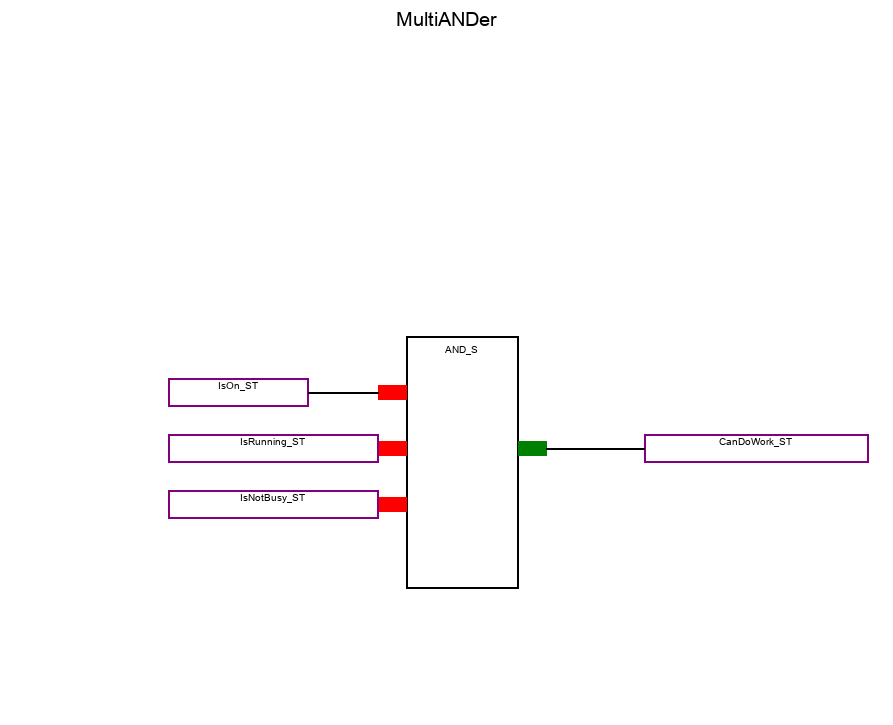 MultiANDer
AND_S
IsOn_ST
IsRunning_ST
CanDoWork_ST
IsNotBusy_ST